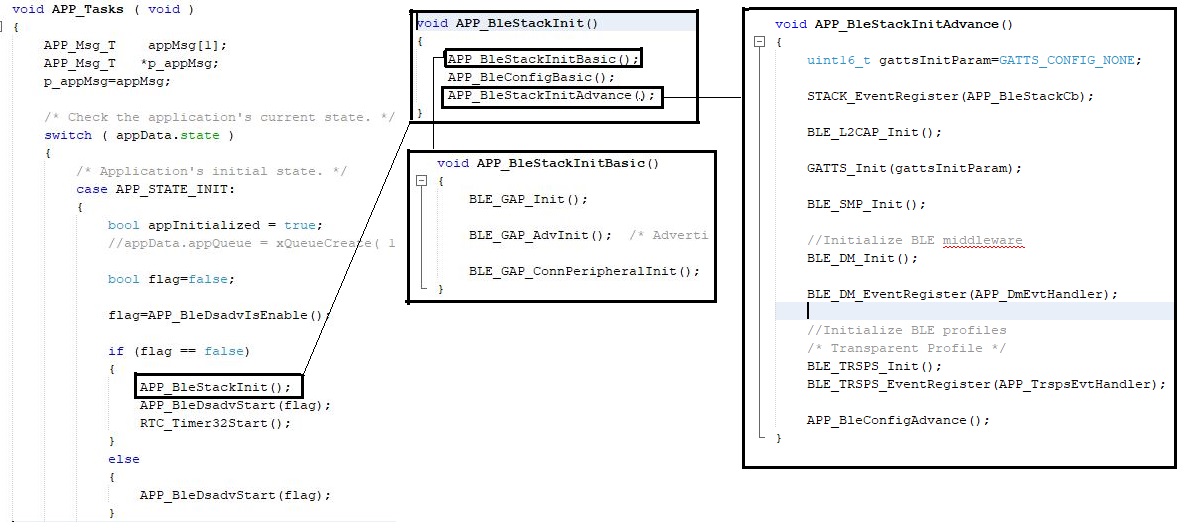 void APP_Tasks ( void )
{
APP_Msg_T appMsg[1];
APP_Msg_T *p_appMsg;
p_appMsg=appMsg;
/* Check the application's current state. */
switch ( appData.state )
{
/* Application's initial state. */
case APP_STATE_INIT:
{
bool appInitialized = true;
//appData.appQueue = xQueueCreate( 1
bool flag=false;
flag=APP_BleDsadvIsEnable();
if (flag == false)
{
APP_BleStackInit();
APP_BleDsadvStart(flag);
RTC_Timer32Start();
}
else
{
APP_BleDsadvStart(flag);
}
void APP_BleStackInit()
{
APP_BleStackInitBasic();
APP_BleConfigBasic();
APP_BleStackInitAdvance();
}
void APP_BleStackInitBasic()
{
BLE_GAP_Init();
BLE_GAP_AdvInit(); /* Adverti
BLE_GAP_ConnPeripheralInit();
}
void APP_BleStackInitAdvance()
{
uint16_t gattsInitParam=GATTS_CONFIG_NONE;
STACK_EventRegister(APP_BleStackCb);
BLE_L2CAP_Init();
GATTS_Init(gattsInitParam);
BLE_SMP_Init();
//Initialize BLE middleware
BLE_DM_Init();
BLE_DM_EventRegister(APP_DmEvtHandler);
//Initialize BLE profiles
/* Transparent Profile */
BLE_TRSPS_Init();
BLE_TRSPS_EventRegister(APP_TrspsEvtHandler);
APP_BleConfigAdvance();
}